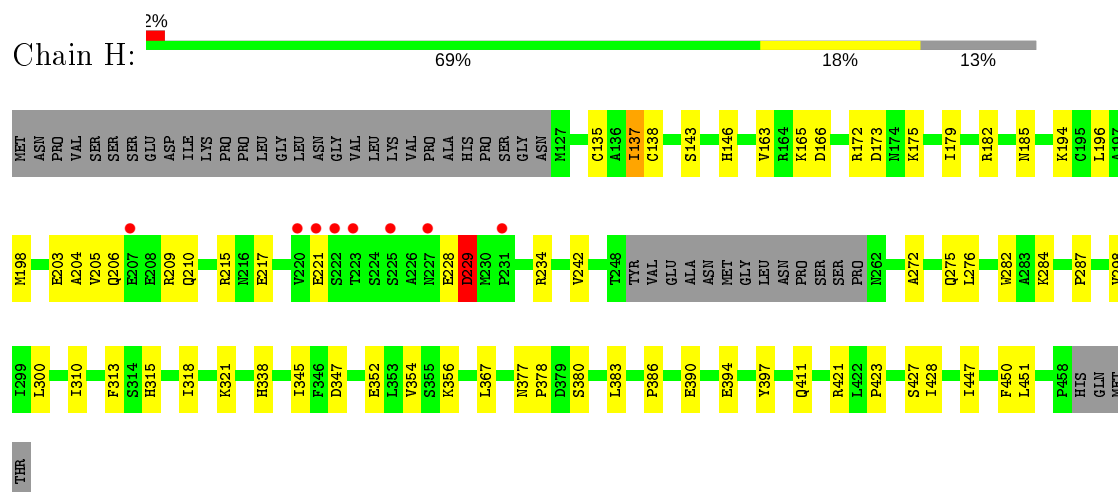 2%
Chain H:
69% 18% 13%
MET ASN PRO VAL SER SER SER GLU ASP ILE LYS PRO PRO LEU GLY LEU ASN GLY VAL LEU LYS VAL PRO ALA HIS PRO SER GLY ASN M127 C135 A136 I137 C138 S143 H146 V163 R164 K165 D166 R172 D173 N174 K175 I179 R182 N185 K194 C195 L196 A197
M198 E203 A204 V205 Q206 E207 E208 R209 Q210 R215 N216 E217 V220 E221 S222 T223 S224 S225 A226 N227 E228 D229 M230 P231 R234 V242 T248 TYR VAL GLU ALA ASN MET GLY LEU ASN PRO SER SER PRO N262 A272 Q275 L276 W282 A283 K284 P287 V298
I299 L300 I310 F313 S314 H315 I318 K321 H338 I345 F346 D347 E352 L353 V354 S355 K356 L367 N377 P378 D379 S380 L383 P386 E390 E394 Y397 Q411 R421 L422 P423 S427 I428 I447 F450 L451 P458 HIS GLN MET
THR